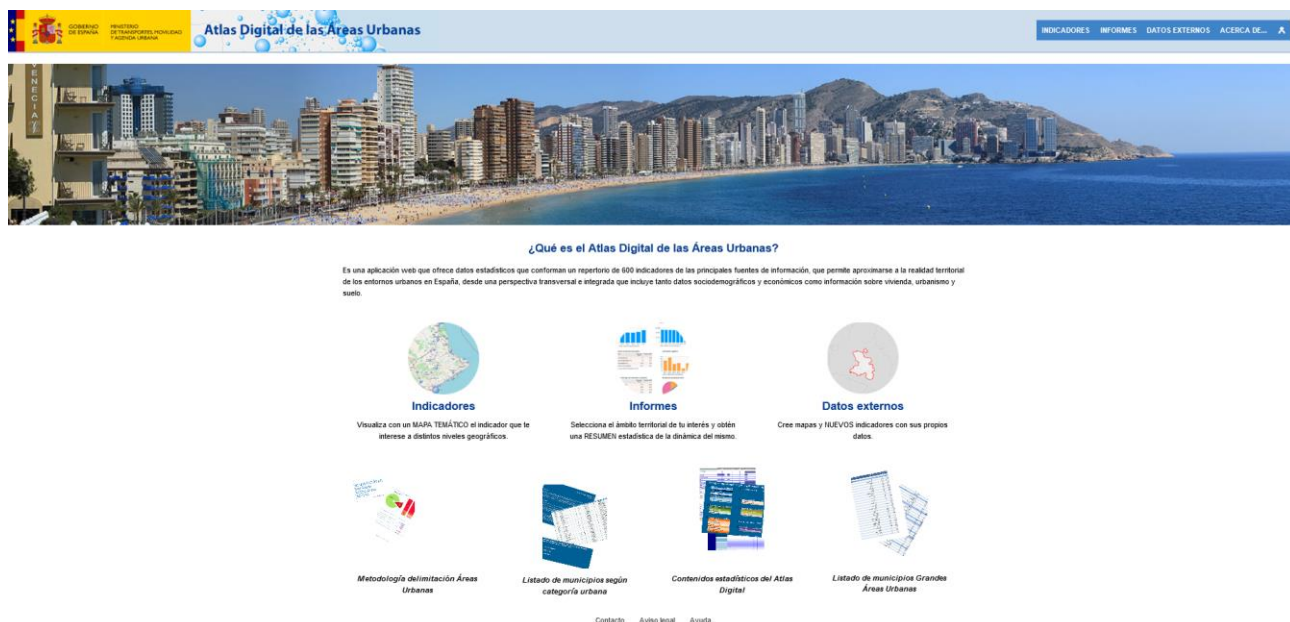 GOBIERNO
DE ESPAÑA
MINISTERIO
DE TRANSPORTES, MOVILIDAD
Y AGENDA URBANA
Atlas Digital de las Áreas Urbanas
INDICADORES INFORMES DATOS EXTERNOS ACERCA DE...
VENECIA
¿Qué es el Atlas Digital de las Áreas Urbanas?
Es una aplicación web que ofrece datos estadísticos que conforman un repertorio de 600 indicadores de las principales fuentes de información, que permite aproximarse a la realidad territorial
de los entornos urbanos en España, desde una perspectiva transversal e integrada que incluye tanto datos sociodemográficos y económicos como información sobre vivienda, urbanismo y
suelo.
Indicadores
Visualiza con un MAPA TEMÁTICO el indicador que te
interese a distintos niveles geográficos.
Informes
Selecciona el ámbito territorial de tu interés y obtén
una RESUMEN estadística de la dinámica del mismo.
Datos externos
Cree mapas y NUEVOS indicadores con sus propios
datos.
Metodología delimitación Áreas
Urbanas
Listado de municipios según
categoría urbana
Contenidos estadísticos del Atlas
Digital
Listado de municipios Grandes
Áreas Urbanas
Contacto Aviso legal Ayuda